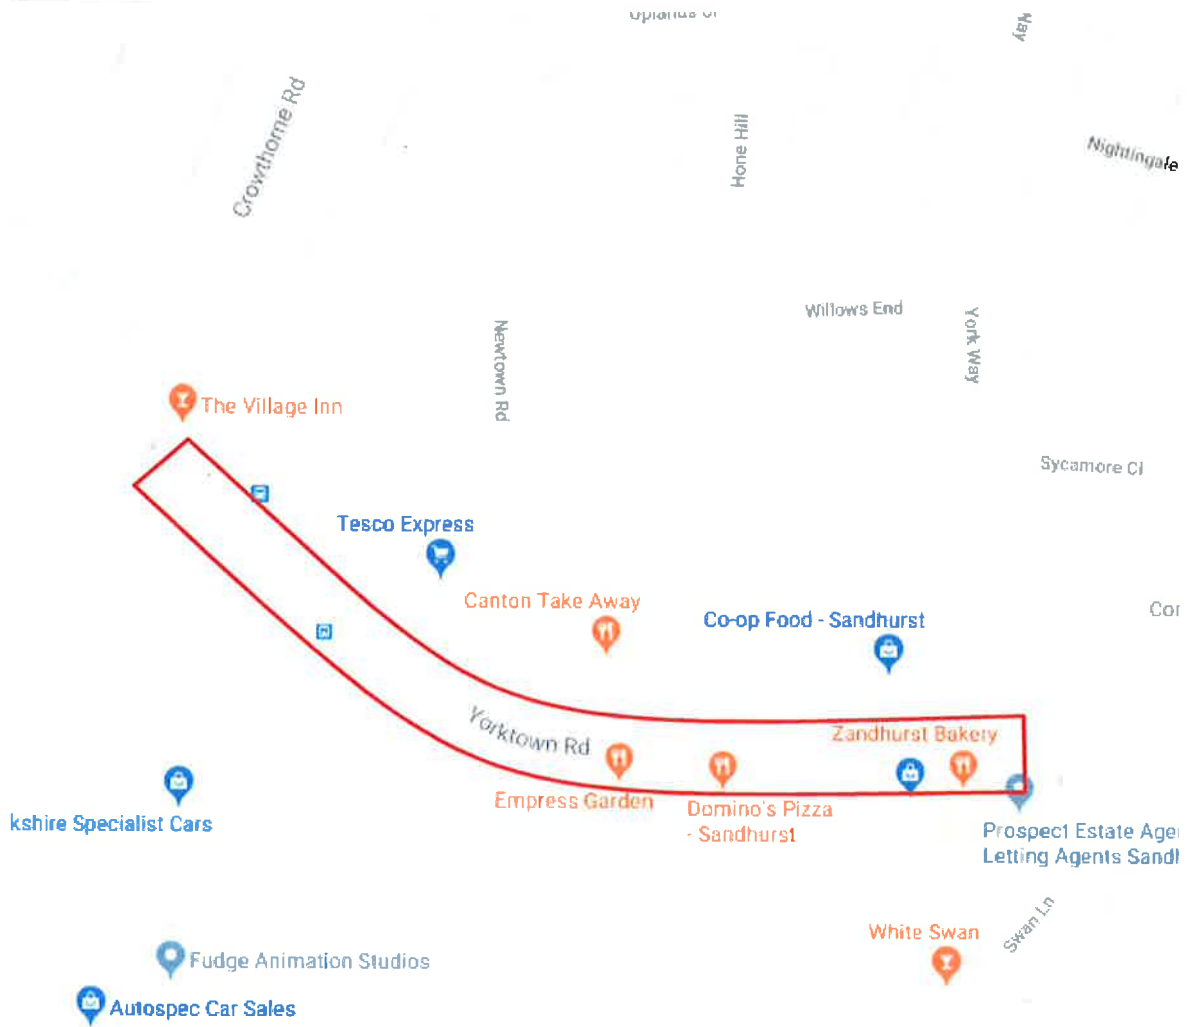 Way
Crowthorne Rd
Hone Hill
Nightingale
Willows End
York Way
Newtown Rd
The Village Inn
Sycamore Cl
Tesco Express
Canton Take Away
Co-op Food - Sandhurst
Cor
Yorktown Rd
Zandhurst Bakery
Empress Garden
Domino's Pizza
- Sandhurst
kshire Specialist Cars
Prospect Estate Age
Letting Agents Sand
White Swan
Swan Ln
Fudge Animation Studios
Autospec Car Sales